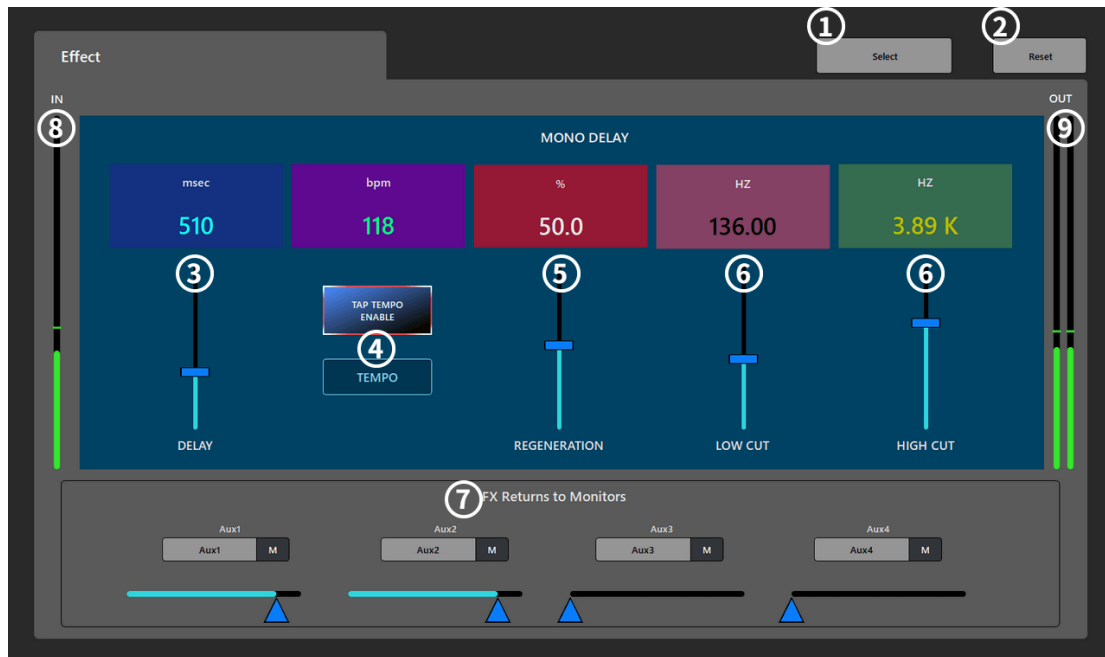 1
2
Effect
Select
Reset
IN
OUT
8
9
MONO DELAY
msec
bpm
%
HZ
HZ
510
118
50.0
136.00
3.89 K
3
5
6
6
TAP TEMPO
ENABLE
4
TEMPO
DELAY
REGENERATION
LOW CUT
HIGH CUT
7
FX Returns to Monitors
Aux1
Aux2
Aux3
Aux4
Aux1 M
Aux2 M
Aux3 M
Aux4 M